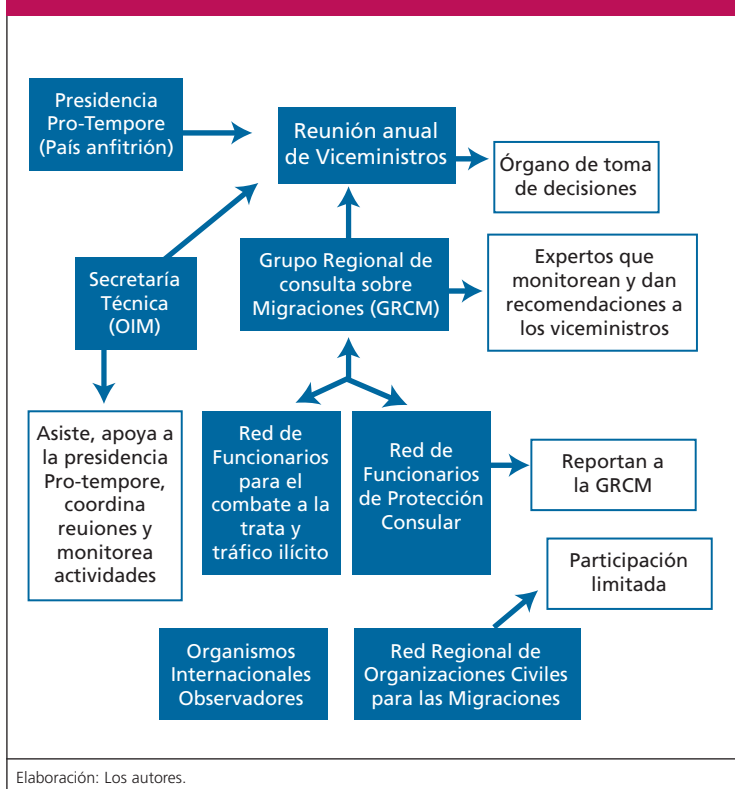 Presidencia
Pro-Tempore
(País anfitrión)
Reunión anual
de Viceministros
Órgano de toma
de decisiones
Secretaría
Técnica
(OIM)
Grupo Regional de
consulta sobre
Migraciones (GRCM)
Expertos que
monitorean y dan
recomendaciones a
los viceministros
Asiste, apoya a
la presidencia
Pro-tempore,
coordina
reuiones y
monitorea
actividades
Red de
Funcionarios
para el
combate a la
trata y
tráfico ilícito
Red de
Funcionarios
de Protección
Consular
Reportan a
la GRCM
Participación
limitada
Organismos
Internacionales
Observadores
Red Regional de
Organizaciones Civiles
para las Migraciones
Elaboración: Los autores.